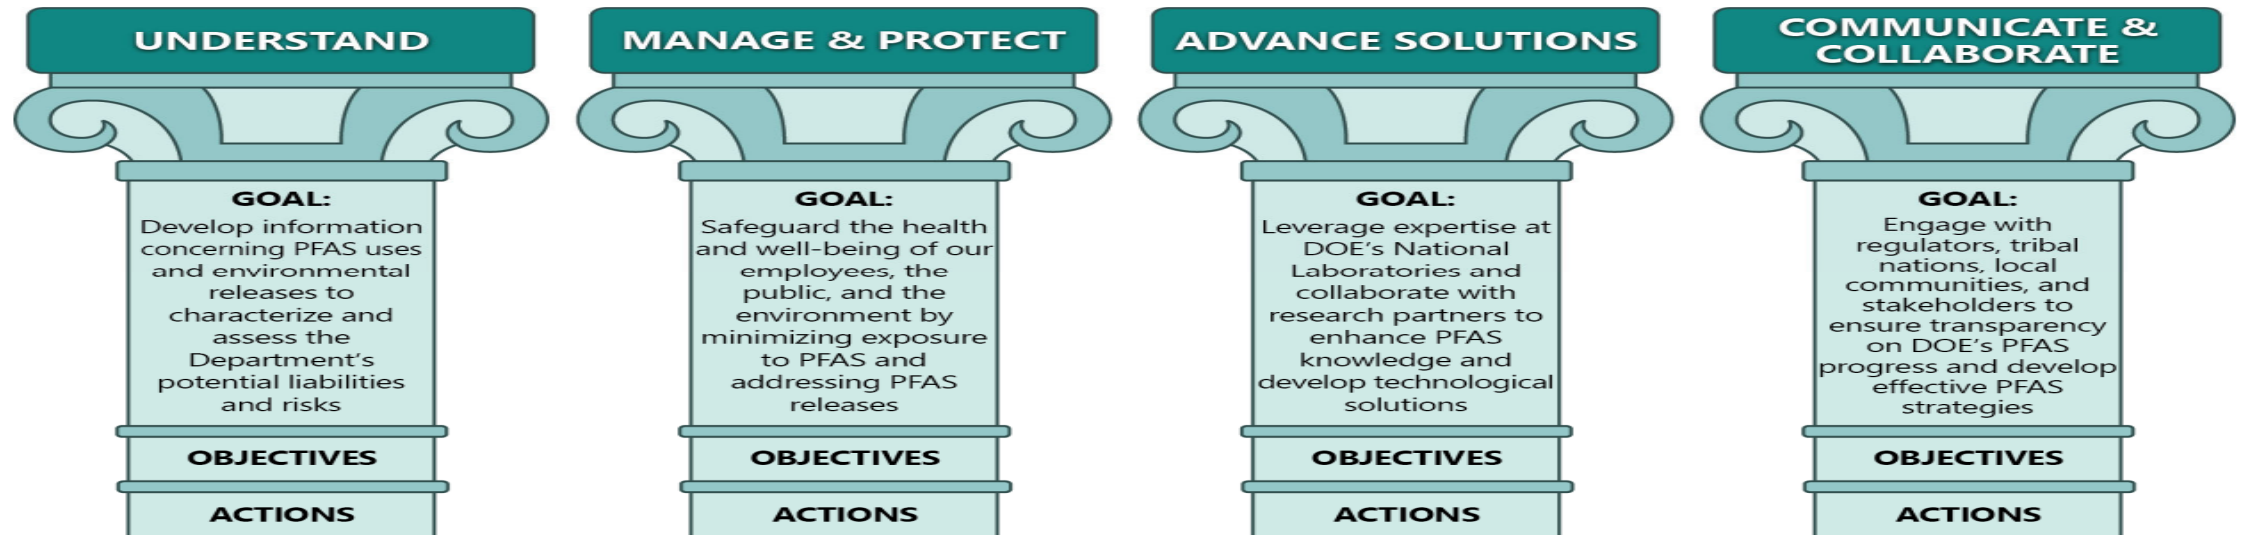 UNDERSTAND
GOAL:
Develop information
concerning PFAS uses
and environmental
releases to
characterize and
assess the
Department's
potential liabilities
and risks
OBJECTIVES
ACTIONS
MANAGE & PROTECT
GOAL:
Safeguard the health
and well-being of our
employees, the
public, and the
environment by
minimizing exposure
to PFAS and
addressing PFAS
releases
OBJECTIVES
ACTIONS
ADVANCE SOLUTIONS
GOAL:
Leverage expertise at
DOE's National
Laboratories and
collaborate with
research partners to
enhance PFAS
knowledge and
develop technological
solutions
OBJECTIVES
ACTIONS
COMMUNICATE &
COLLABORATE
GOAL:
Engage with
regulators, tribal
nations, local
communities, and
stakeholders to
ensure transparency
on DOE's PFAS
progress and develop
effective PFAS
strategies
OBJECTIVES
ACTIONS